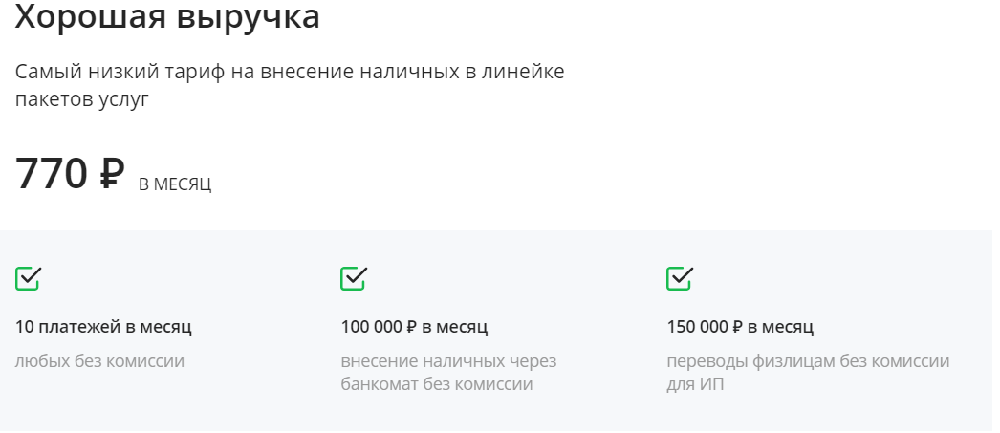 Хорошая выручка
Самый низкий тариф на внесение наличных в линейке
пакетов услуг
770 ₽ В МЕСЯЦ
10 платежей в месяц
любых без комиссии
100 000 ₽ в месяц
внесение наличных через
банкомат без комиссии
150 000 ₽ в месяц
переводы физлицам без комиссии
для ИП